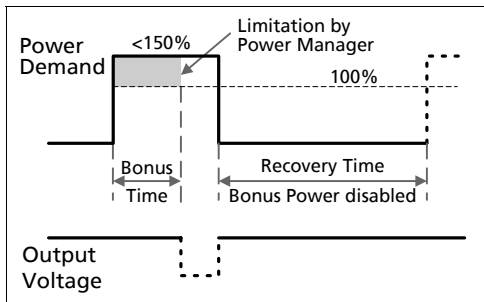 Power
Demand
<150%
Limitation by
Power Manager
100%
Bonus
Time
Recovery Time
Bonus Power disabled
Output
Voltage